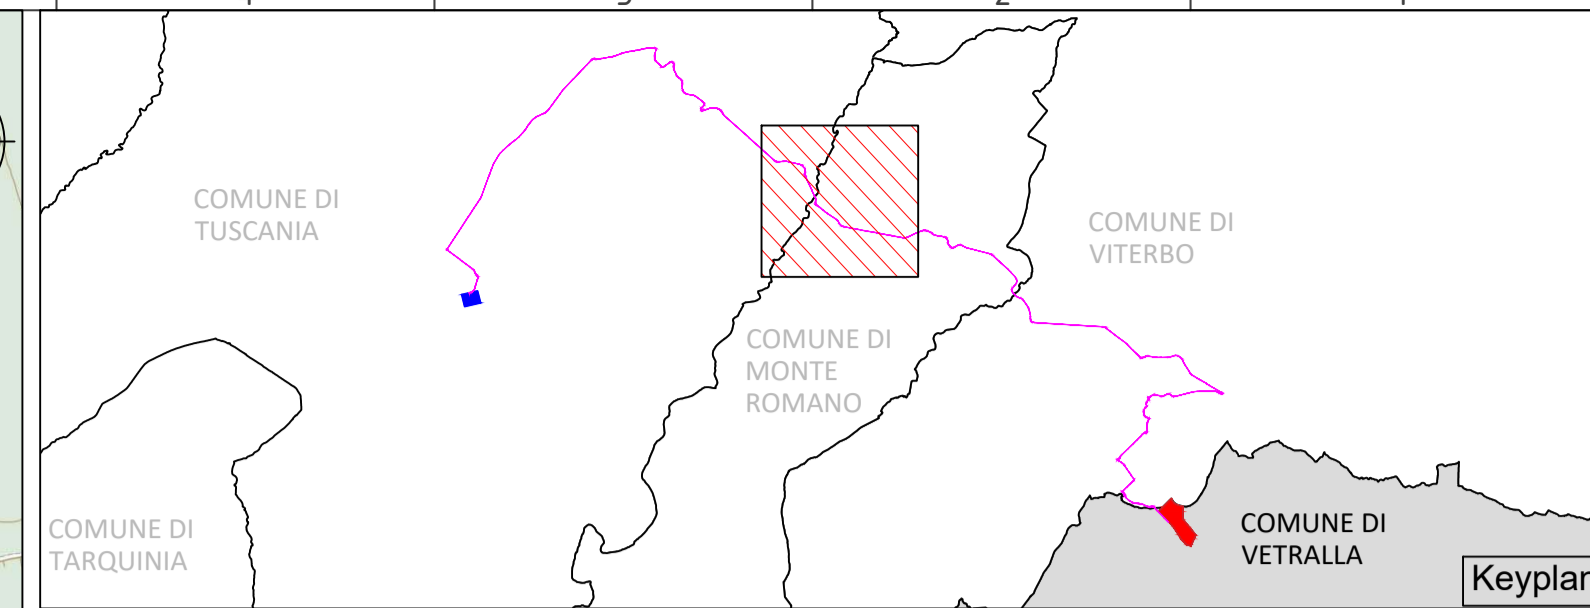 COMUNE DI
TUSCANIA
COMUNE DI
VITERBO
COMUNE DI
MONTE
ROMANO
COMUNE DI
TARQUINIA
COMUNE DI
VETRALLA
Keyplan